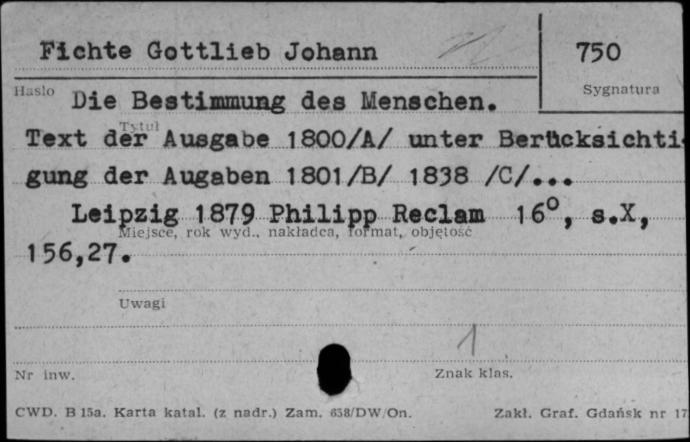 Fichte Gottlieb Johann 750
Hasło Sygnatura
Die Bestimmung des Menschen.
Tytuł
Text der Ausgabe 1800/A/ unter Berücksichti
gung der Augaben 1801/B/ 1838 /C/...
Leipzig 1879 Philipp Reclam 16°, s.X,
Miejsce, rok wyd., nakładca, format, objętość
156,27.
Uwagi
1
Nr inw. Znak klas.
CWD. B 15a. Karta katal. (z nadr.) Zam. 658/DW/On. Zakł. Graf. Gdańsk nr 17